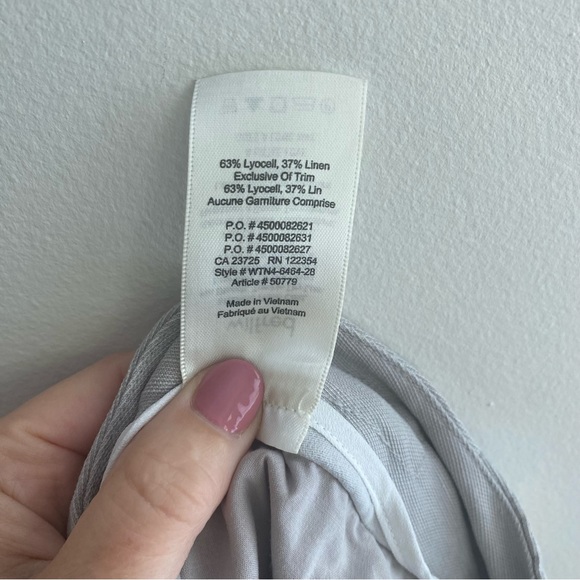 63% Lyocell, 37% Linen
Exclusive Of Trim
63% Lyocell, 37% Lin
Aucune Garniture Comprise
P.O. # 4500082621
P.O. # 4500082631
P.O. # 4500082627
CA 23725 RN 122354
Style # WTN4-6464-28
Article # 50779
Made in Vietnam
Fabriqué au Vietnam
wilfred